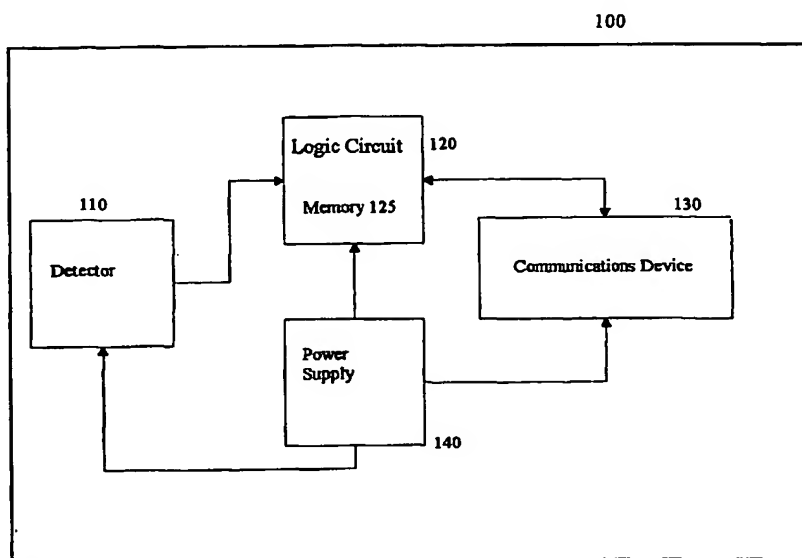 100
Logic Circuit
120
Memory 125
110
Detector
130
Communications Device
Power
Supply
140